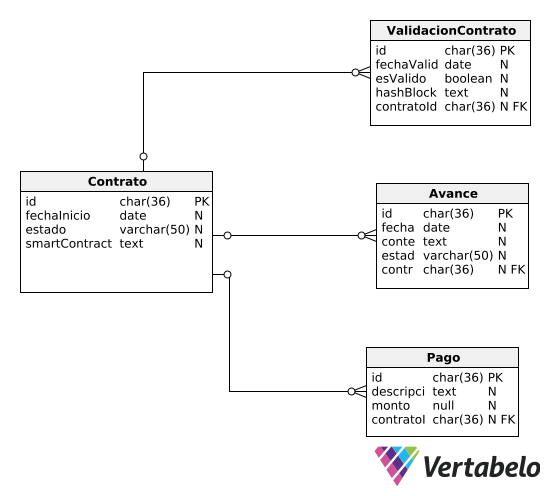 ValidacionContrato
id char(36) PK
fechaValid date N
esValido boolean N
hashBlock text N
contratoId char(36) N FK
Contrato
id char(36) PK
fechaInicio date N
estado varchar(50) N
smartContract text N
Avance
id char(36) PK
fecha date N
conte text N
estad varchar(50) N
contr char(36) N FK
Pago
id char(36) PK
descripci text N
monto null N
contratoI char(36) N FK
Vertabelo